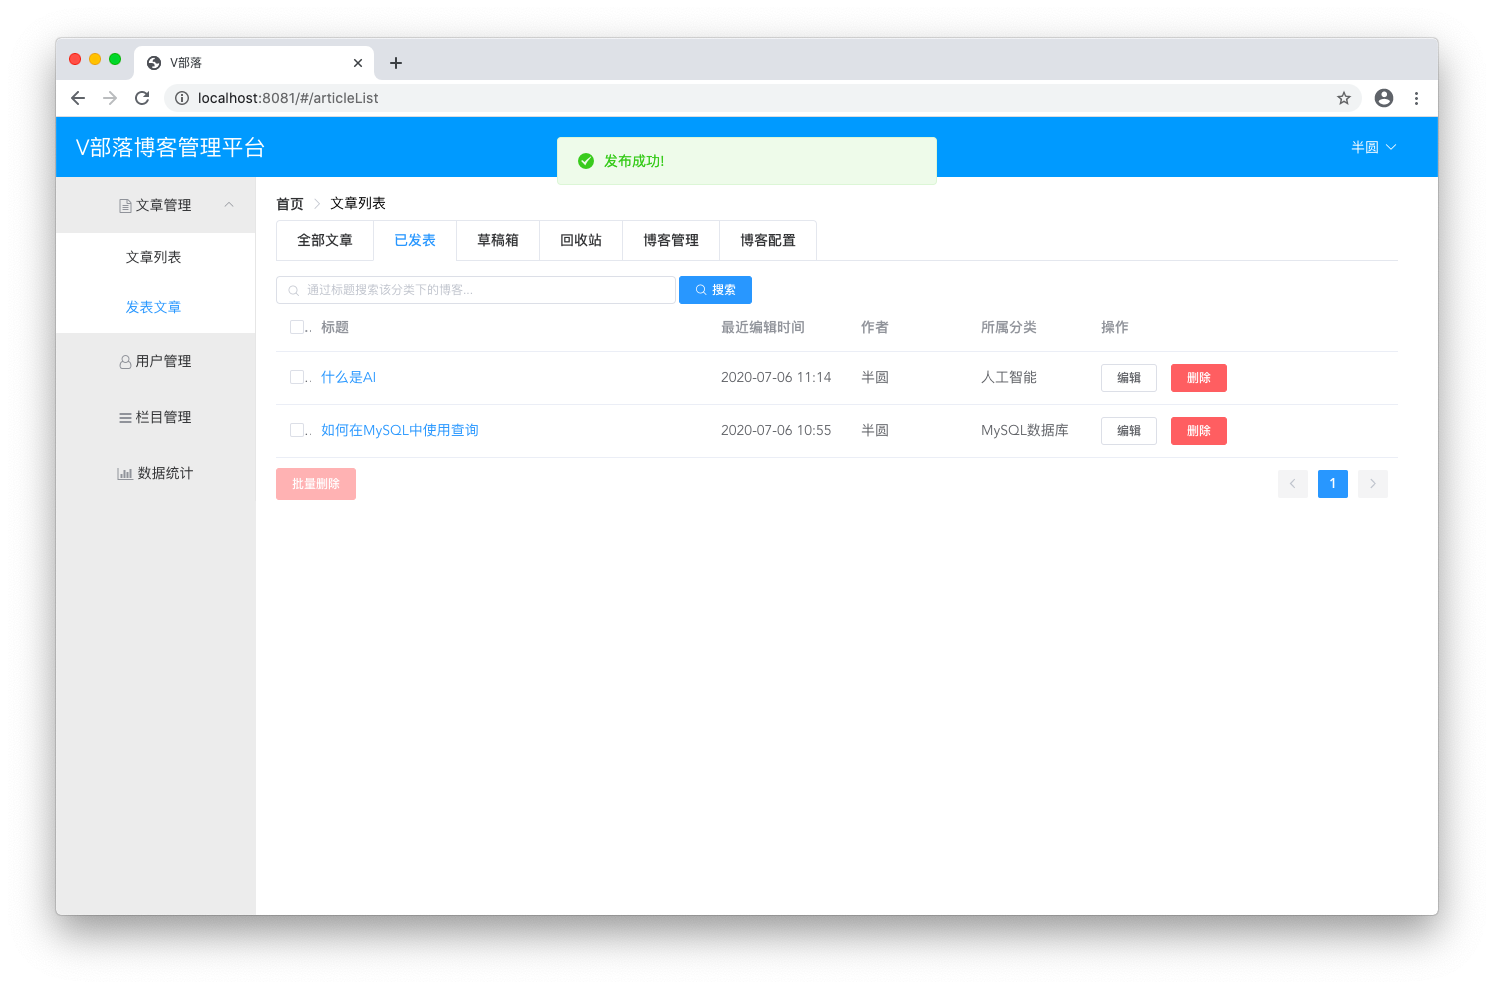 V部落
localhost:8081/#/articleList
V部落博客管理平台
发布成功!
半圆
文章管理
文章列表
发表文章
用户管理
栏目管理
数据统计
首页 文章列表
全部文章 已发表 草稿箱 回收站 博客管理 博客配置
通过标题搜索该分类下的博客... 搜索
.. 标题 最近编辑时间 作者 所属分类 操作
.. 什么是AI 2020-07-06 11:14 半圆 人工智能 编辑 删除
.. 如何在MySQL中使用查询 2020-07-06 10:55 半圆 MySQL数据库 编辑 删除
批量删除 1